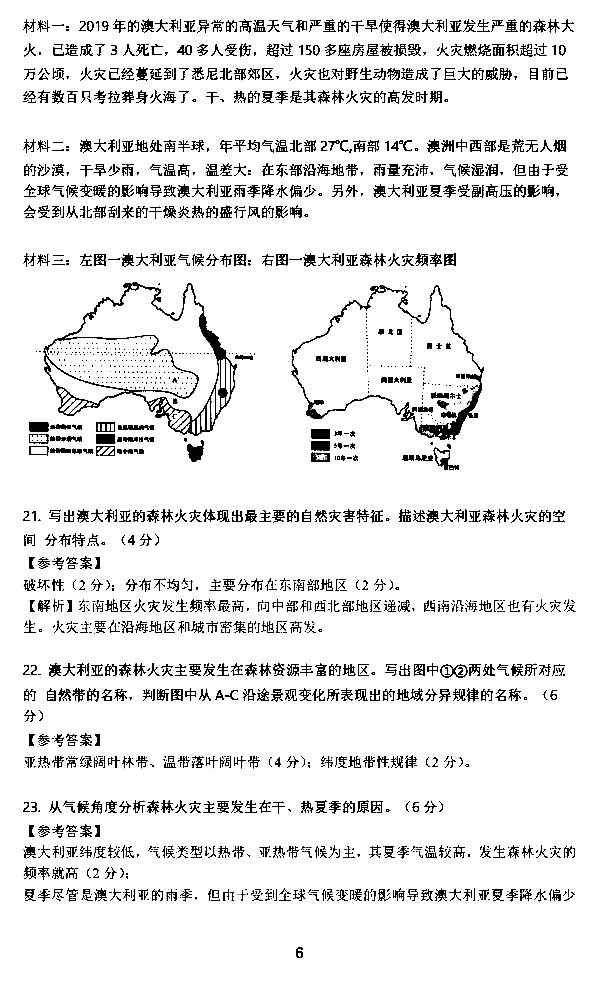 材料一：2019年的澳大利亚异常的高温天气和严重的干旱使得澳大利亚发生严重的森林大
火，已造成了3人死亡，40多人受伤，超过150多座房屋被损毁，火灾燃烧面积超过10
万公顷，火灾已经蔓延到了悉尼北部郊区，火灾也对野生动物造成了巨大的威胁，目前已
经有数百只考拉葬身火海了。干、热的夏季是其森林火灾的高发时期。
材料二：澳大利亚地处南半球，年平均气温北部27℃,南部14℃。澳洲中西部是荒无人烟
的沙漠，干旱少雨，气温高，温差大；在东部沿海地带，雨量充沛，气候湿润，但由于受
全球气候变暖的影响导致澳大利亚雨季降水偏少。另外，澳大利亚夏季受副高压的影响，
会受到从北部刮来的干燥炎热的盛行风的影响。
材料三：左图一澳大利亚气候分布图；右图一澳大利亚森林火灾频率图
A
3年一次
5年一次
10年一次
21. 写出澳大利亚的森林火灾体现出最主要的自然灾害特征。描述澳大利亚森林火灾的空
间 分布特点。（4分）
【参考答案】
破坏性（2分）；分布不均匀，主要分布在东南部地区（2分）。
【解析】东南地区火灾发生频率最高，向中部和西北部地区递减，西南沿海地区也有火灾发
生。火灾主要在沿海地区和城市密集的地区高发。
22. 澳大利亚的森林火灾主要发生在森林资源丰富的地区。写出图中①②两处气候所对应
的 自然带的名称，判断图中从A-C沿途景观变化所表现出的地域分异规律的名称。（6
分）
【参考答案】
亚热带常绿阔叶林带、温带落叶阔叶带（4分）；纬度地带性规律（2分）。
23. 从气候角度分析森林火灾主要发生在干、热夏季的原因。（6分）
【参考答案】
澳大利亚纬度较低，气候类型以热带、亚热带气候为主，其夏季气温较高，发生森林火灾的
频率就高（2分）；
夏季尽管是澳大利亚的雨季，但由于受到全球气候变暖的影响导致澳大利亚夏季降水偏少
6